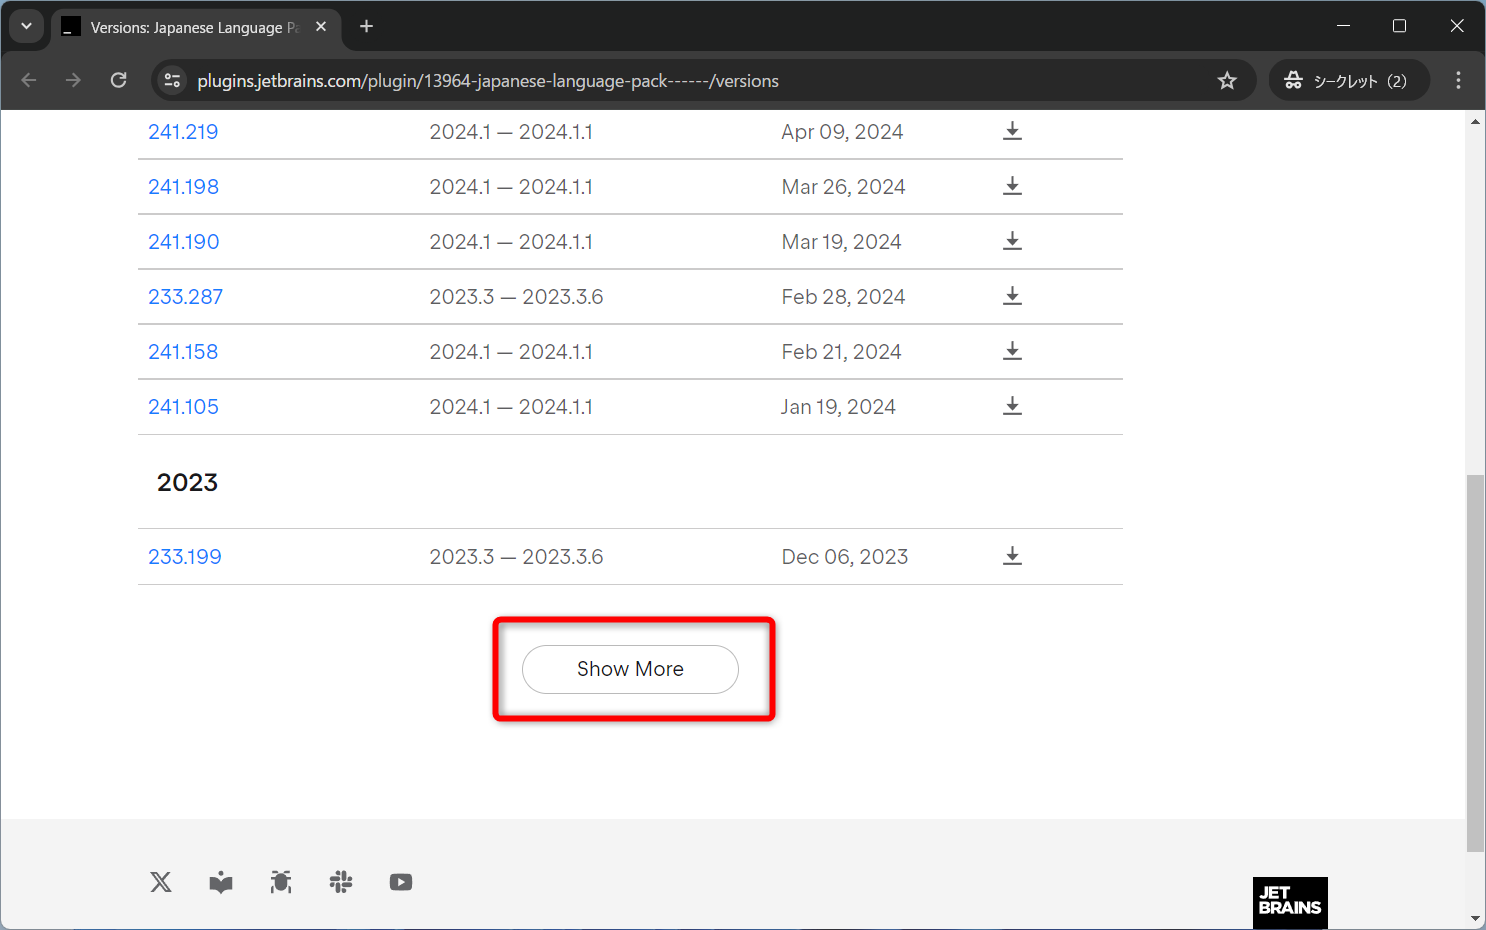 Versions: Japanese Language Pa
plugins.jetbrains.com/plugin/13964-japanese-language-pack------/versions
シークレット (2)
241.219 2024.1 — 2024.1.1 Apr 09, 2024
241.198 2024.1 — 2024.1.1 Mar 26, 2024
241.190 2024.1 — 2024.1.1 Mar 19, 2024
233.287 2023.3 — 2023.3.6 Feb 28, 2024
241.158 2024.1 — 2024.1.1 Feb 21, 2024
241.105 2024.1 — 2024.1.1 Jan 19, 2024
2023
233.199 2023.3 — 2023.3.6 Dec 06, 2023
Show More
JET
BRAINS